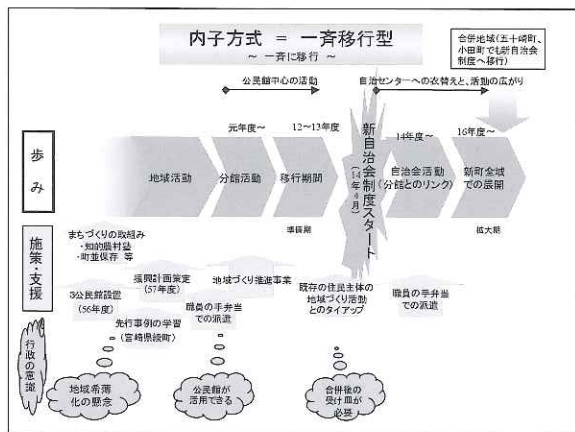 内子方式 = 一斉移行型
~ 一斉に移行 ~
合併地域(五十崎町、
小田町でも新自治会
制度へ移行)
公民館中心の活動
自治センターへの衣替えと、活動の広がり
歩み
元年度~
12~13年度
14年度~
16年度~
地域活動
分館活動
移行期間
新自治会制度スタート
(14年4月)
自治会活動
(分館とのリンク)
新町全域
での展開
準備期
拡大期
施策・支援
まちづくりの取組み
・知的農村塾
・町並保存 等
3公民館設置
(56年度)
振興計画策定
(57年度)
先行事例の学習
(宮崎県綾町)
地域づくり推進事業
職員の手弁当
での派遣
既存の住民主体の
地域づくり活動
とのタイアップ
職員の手弁当
での派遣
行政の意識
地域希薄
化の懸念
公民館が
活用できる
合併後の
受け皿が
必要